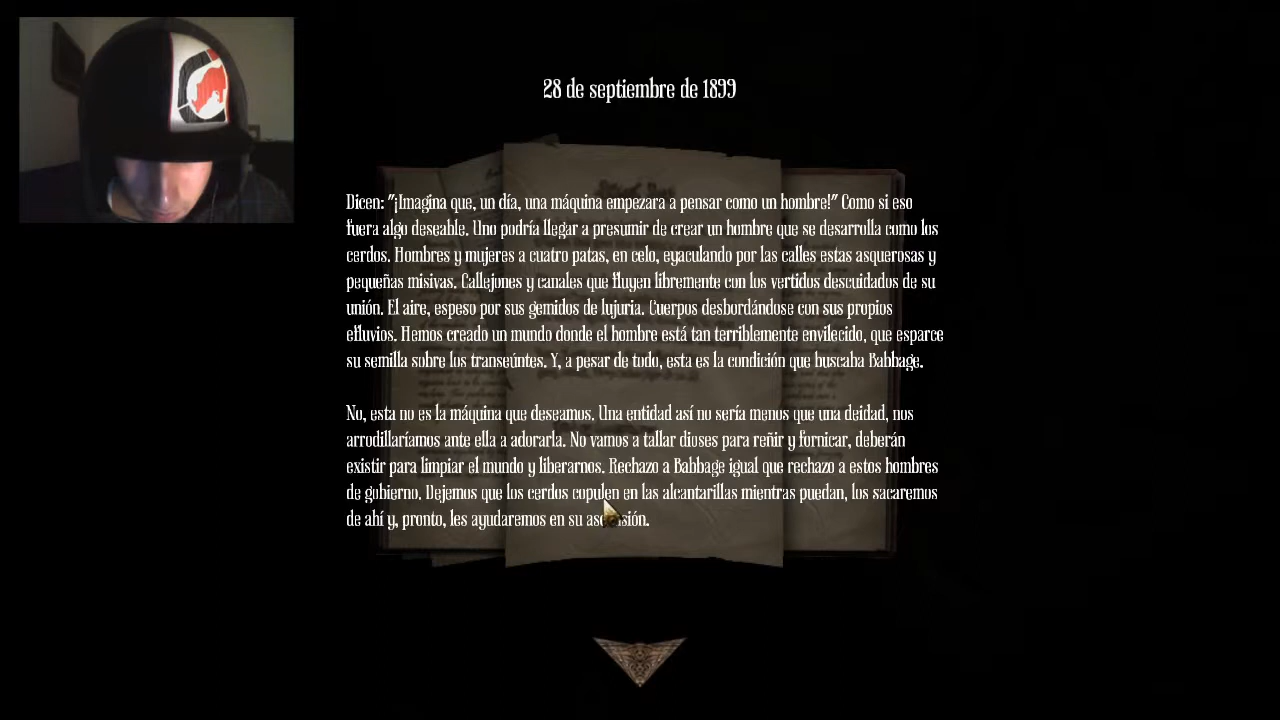 28 de septiembre de 1899
Dicen: "¡Imagina que, un día, una máquina empezara a pensar como un hombre!" Como si eso
fuera algo deseable. Uno podría llegar a presumir de crear un hombre que se desarrolla como los
cerdos. Hombres y mujeres a cuatro patas, en celo, eyaculando por las calles estas asquerosas y
pequeñas misivas. Callejones y canales que fluyen libremente con los vertidos descuidados de su
unión. El aire, espeso por sus gemidos de lujuria. Cuerpos desbordándose con sus propios
efluvios. Hemos creado un mundo donde el hombre está tan terriblemente envilecido, que esparce
su semilla sobre los transeúntes. Y, a pesar de todo, esta es la condición que buscaba Babbage.
No, esta no es la máquina que deseamos. Una entidad así no sería menos que una deidad, nos
arrodillaríamos ante ella a adorarla. No vamos a tallar dioses para reñir y fornicar, deberán
existir para limpiar el mundo y liberarnos. Rechazo a Babbage igual que rechazo a estos hombres
de gobierno. Dejemos que los cerdos copulen en las alcantarillas mientras puedan, los sacaremos
de ahí y, pronto, les ayudaremos en su ascensión.